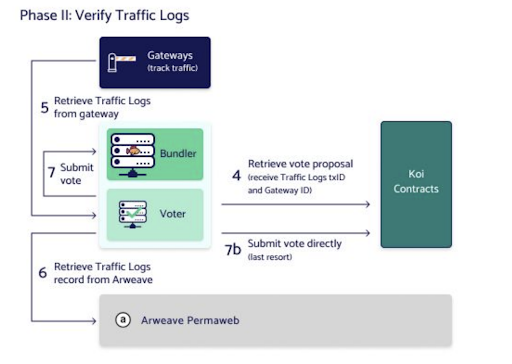 Phase II: Verify Traffic Logs
Gateways
(track traffic)
5 Retrieve Traffic Logs
from gateway
Bundler
7 Submit
vote
4 Retrieve vote proposal
(receive Traffic Logs txID
and Gateway ID)
Koi
Contracts
Voter
7b Submit vote directly
(last resort)
6 Retrieve Traffic Logs
record from Arweave
a Arweave Permaweb